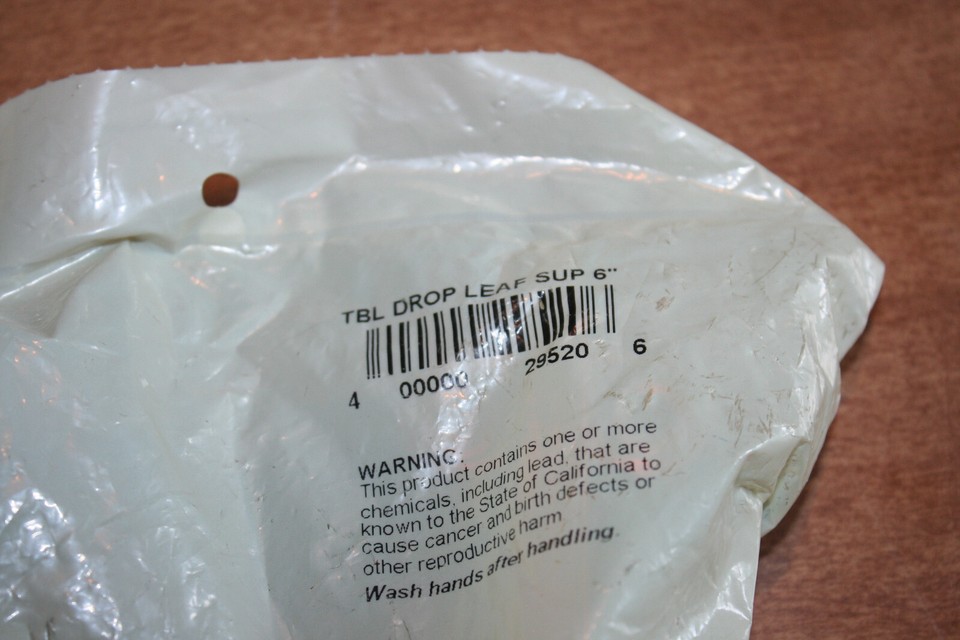 TBL DROP LEAF SUP 6"
4 00000 29520 6
WARNING:
This product contains one or more
chemicals, including lead, that are
known to the State of California to
cause cancer and birth defects or
other reproductive harm
Wash hands after handling.